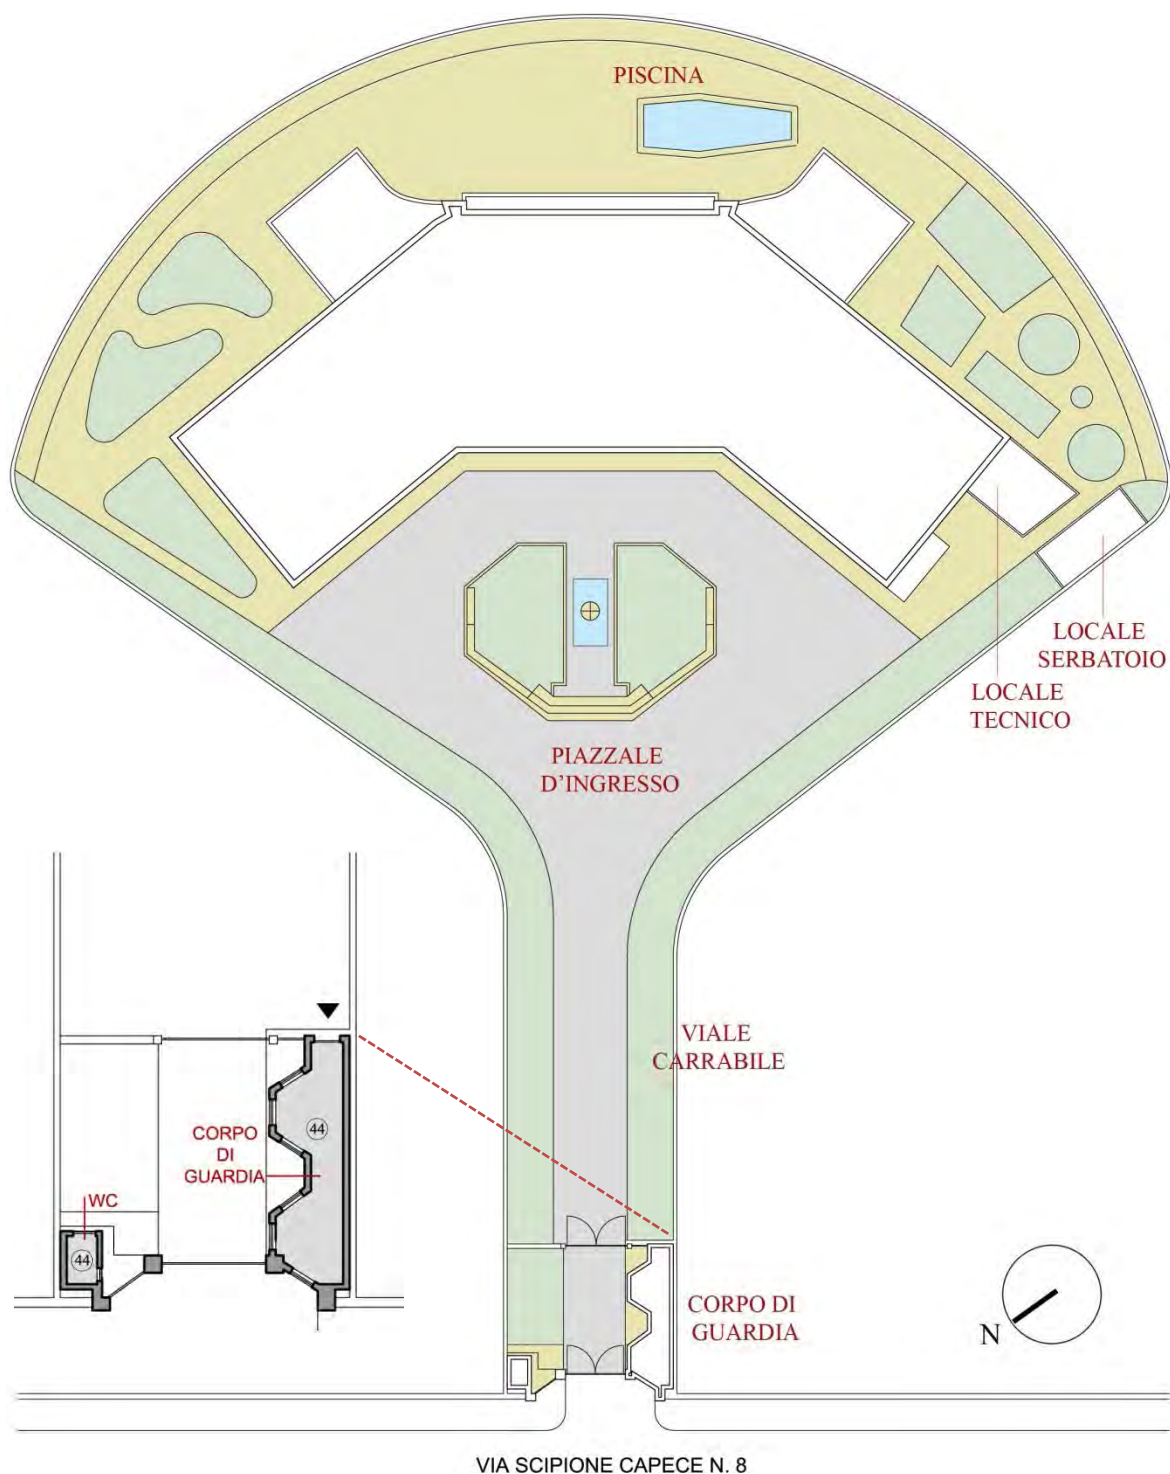 PISCINA
LOCALE
SERBATOIO
LOCALE
TECNICO
PIAZZALE
D'INGRESSO
VIALE
CARRABILE
44
CORPO
DI
GUARDIA
WC
44
CORPO DI
GUARDIA
N
VIA SCIPIONE CAPECE N. 8